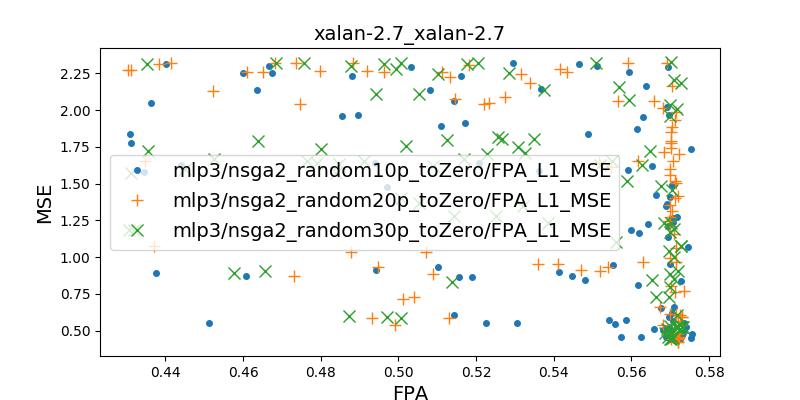 xalan-2.7_xalan-2.7
MSE
2.25
2.00
1.75
1.50
1.25
1.00
0.75
0.50
mlp3/nsga2_random10p_toZero/FPA_L1_MSE
mlp3/nsga2_random20p_toZero/FPA_L1_MSE
mlp3/nsga2_random30p_toZero/FPA_L1_MSE
0.44 0.46 0.48 0.50 0.52 0.54 0.56 0.58
FPA